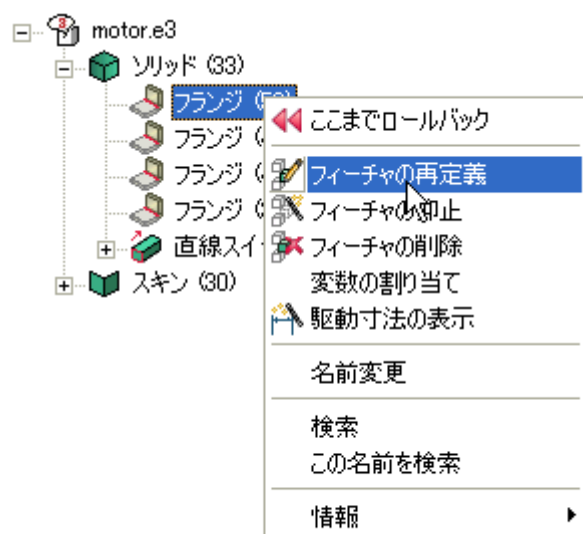 motor.e3
ソリッド (33)
フランジ
フランジ
フランジ
フランジ
直線スイ
スキン (30)
ここまでロールバック
フィーチャの再定義
フィーチャの抑止
フィーチャの削除
変数の割り当て
駆動寸法の表示
名前変更
検索
この名前を検索
情報